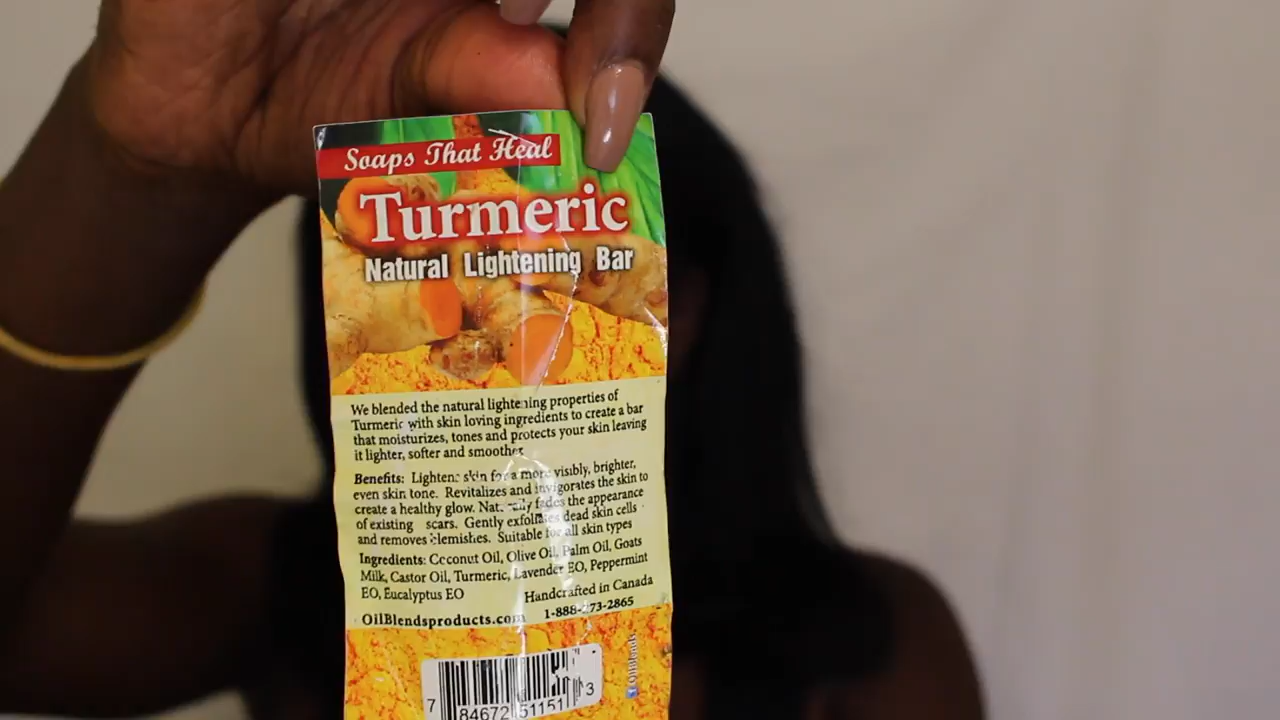 Soaps That Heal
Turmeric
Natural Lightening Bar
We blended the natural lightening properties of
Turmeric with skin loving ingredients to create a bar
that moisturizes, tones and protects your skin leaving
it lighter, softer and smoother
Benefits: Lightens skin for a more visibly, brighter,
even skin tone. Revitalizes and invigorates the skin to
create a healthy glow. Naturally fades the appearance
of existing scars. Gently exfoliates dead skin cells
and removes blemishes. Suitable for all skin types
Ingredients: Coconut Oil, Olive Oil, Palm Oil, Goats
Milk, Castor Oil, Turmeric, Lavender EO, Peppermint
EO, Eucalyptus EO
Handcrafted in Canada
OilBlendsproducts.com
7 84672 51151 3